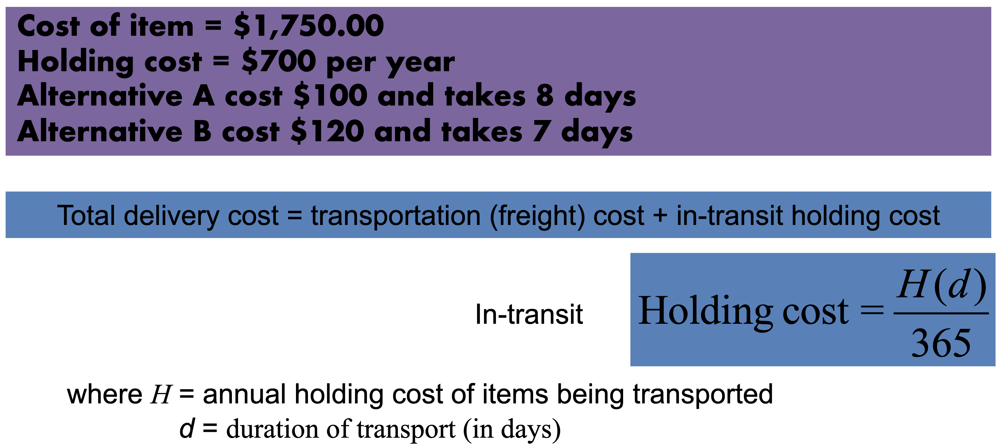 Cost of item = $1,750.00
Holding cost = $700 per year
Alternative A cost $100 and takes 8 days
Alternative B cost $120 and takes 7 days
Total delivery cost = transportation (freight) cost + in-transit holding cost
In-transit Holding cost = H(d)/365
where H = annual holding cost of items being transported
d = duration of transport (in days)